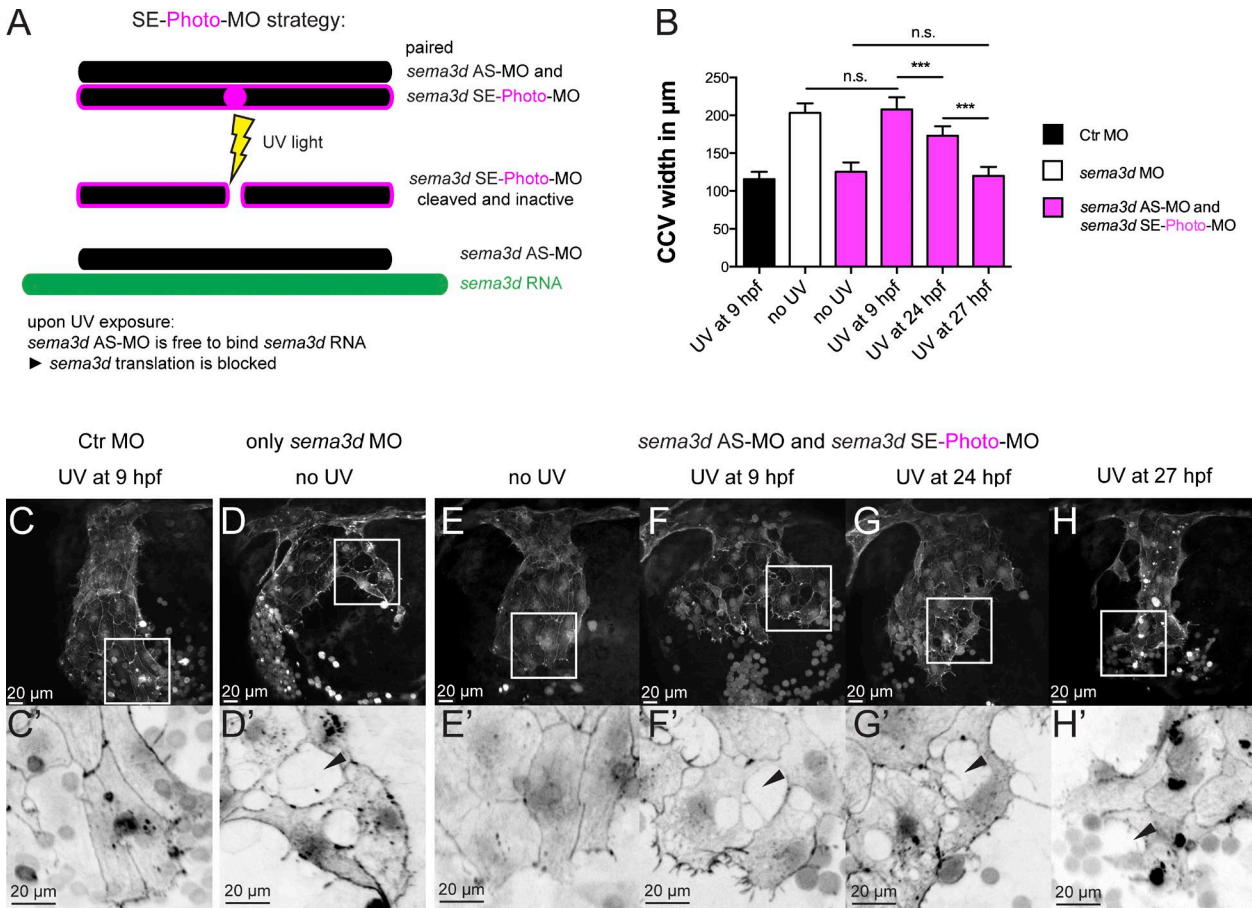 A
SE-Photo-MO strategy:
paired
sema3d AS-MO and
sema3d SE-Photo-MO
UV light
sema3d SE-Photo-MO
cleaved and inactive
sema3d AS-MO
sema3d RNA
upon UV exposure:
sema3d AS-MO is free to bind sema3d RNA
► sema3d translation is blocked
B
n.s.
n.s.
***
***
CCV width in µm
250
200
150
100
50
0
UV at 9 hpf
no UV
no UV
UV at 9 hpf
UV at 24 hpf
UV at 27 hpf
Ctr MO
sema3d MO
sema3d AS-MO and
sema3d SE-Photo-MO
Ctr MO
only sema3d MO
sema3d AS-MO and sema3d SE-Photo-MO
UV at 9 hpf
no UV
no UV
UV at 9 hpf
UV at 24 hpf
UV at 27 hpf
C
D
E
F
G
H
20 µm
20 µm
20 µm
20 µm
20 µm
20 µm
C'
D'
E'
F'
G'
H'
20 µm
20 µm
20 µm
20 µm
20 µm
20 µm